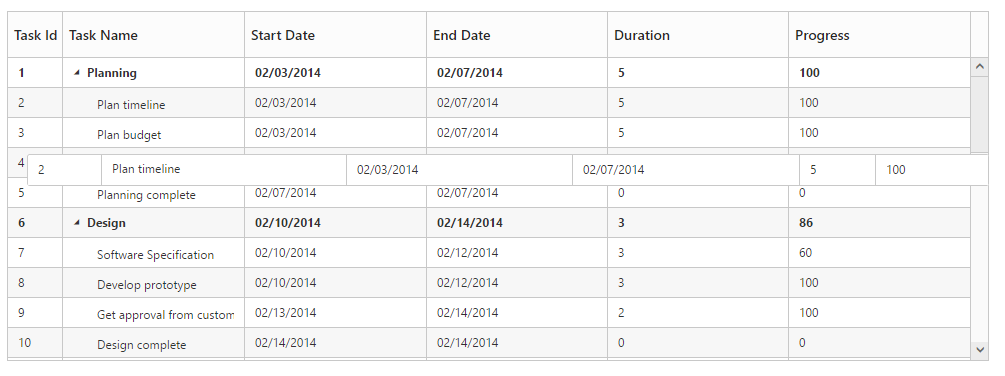 Task Id Task Name Start Date End Date Duration Progress
1 Planning 02/03/2014 02/07/2014 5 100
2 Plan timeline 02/03/2014 02/07/2014 5 100
3 Plan budget 02/03/2014 02/07/2014 5 100
4
2 Plan timeline 02/03/2014 02/07/2014 5 100
5 Planning complete 02/07/2014 02/07/2014 0 0
6 Design 02/10/2014 02/14/2014 3 86
7 Software Specification 02/10/2014 02/12/2014 3 60
8 Develop prototype 02/10/2014 02/12/2014 3 100
9 Get approval from custom 02/13/2014 02/14/2014 2 100
10 Design complete 02/14/2014 02/14/2014 0 0